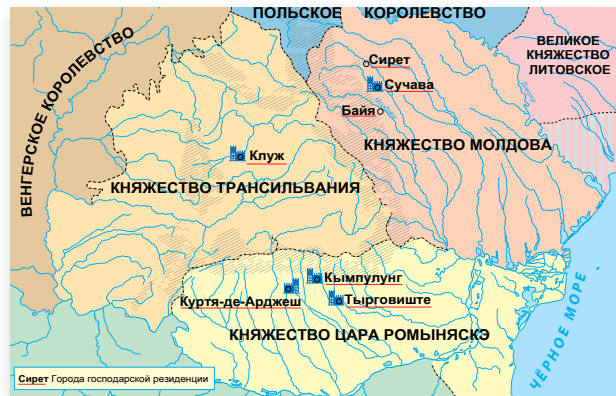 ПОЛЬСКОЕ КОРОЛЕВСТВО
ВЕЛИКОЕ
КНЯЖЕСТВО
ЛИТОВСКОЕ
ВЕНГЕРСКОЕ КОРОЛЕВСТВО
Сирет
Сучава
Байя
КНЯЖЕСТВО МОЛДОВА
Клуж
КНЯЖЕСТВО ТРАНСИЛЬВАНИЯ
Кымпулунг
Куртя-де-Арджеш
Тырговиште
КНЯЖЕСТВО ЦАРА РОМЫНЯСКЭ
ЧЁРНОЕ МОРЕ
Сирет Города господарской резиденции